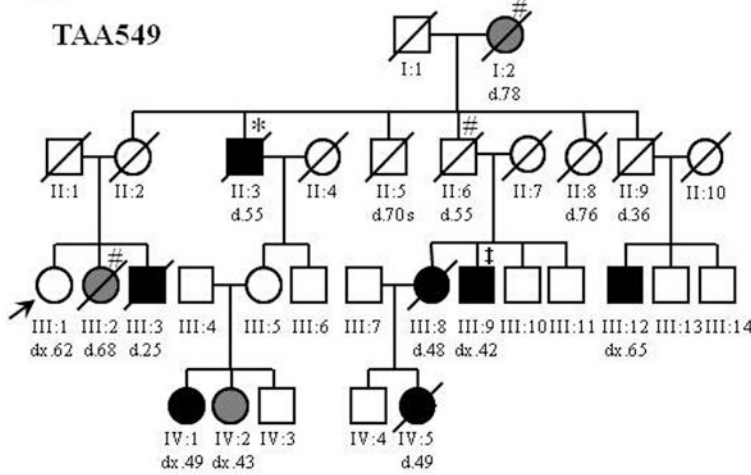 TAA549
#
I:1 I:2
d.78
* #
II:1 II:2 II:3 II:4 II:5 II:6 II:7 II:8 II:9 II:10
d.55 d.70s d.55 d.76 d.36
# ‡
III:1 III:2 III:3 III:4 III:5 III:6 III:7 III:8 III:9 III:10 III:11 III:12 III:13 III:14
dx.62 d.68 d.25 d.48 dx.42 dx.65
IV:1 IV:2 IV:3 IV:4 IV:5
dx.49 dx.43 d.49